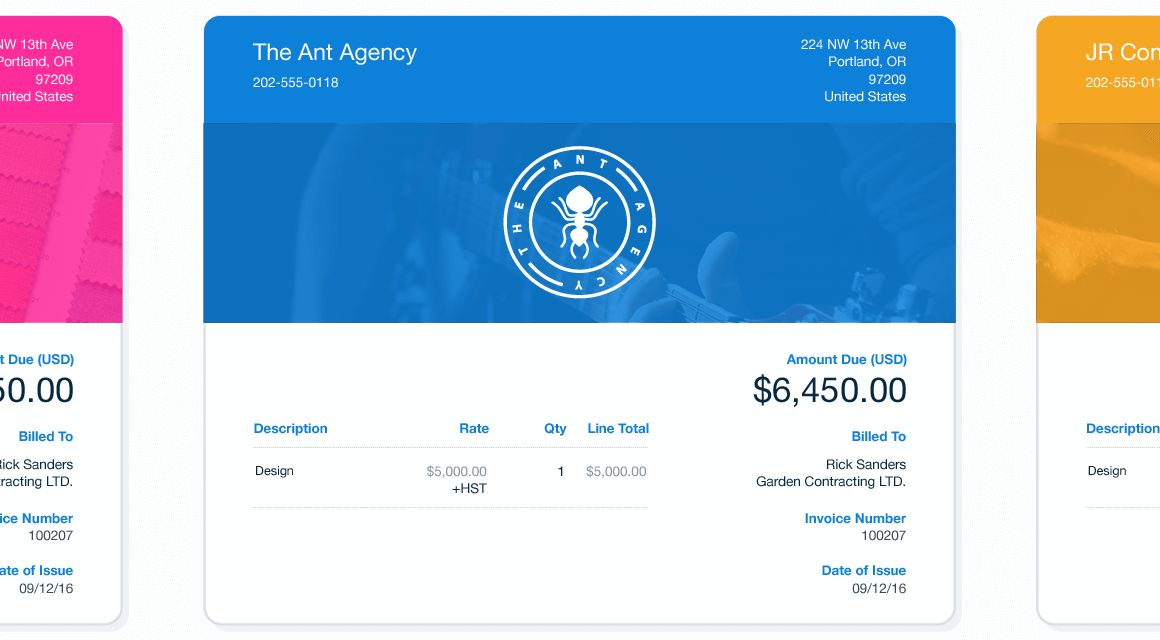 NW 13th Ave
Portland, OR
97209
United States
t Due (USD)
50.00
Billed To
Rick Sanders
racting LTD.
ice Number
100207
ate of Issue
09/12/16
The Ant Agency
202-555-0118
224 NW 13th Ave
Portland, OR
97209
United States
THE ANT AGENCY
Amount Due (USD)
$6,450.00
Description Rate Qty Line Total
Design $5,000.00 1 $5,000.00
+HST
Billed To
Rick Sanders
Garden Contracting LTD.
Invoice Number
100207
Date of Issue
09/12/16
JR Con
202-555-011
Description
Design